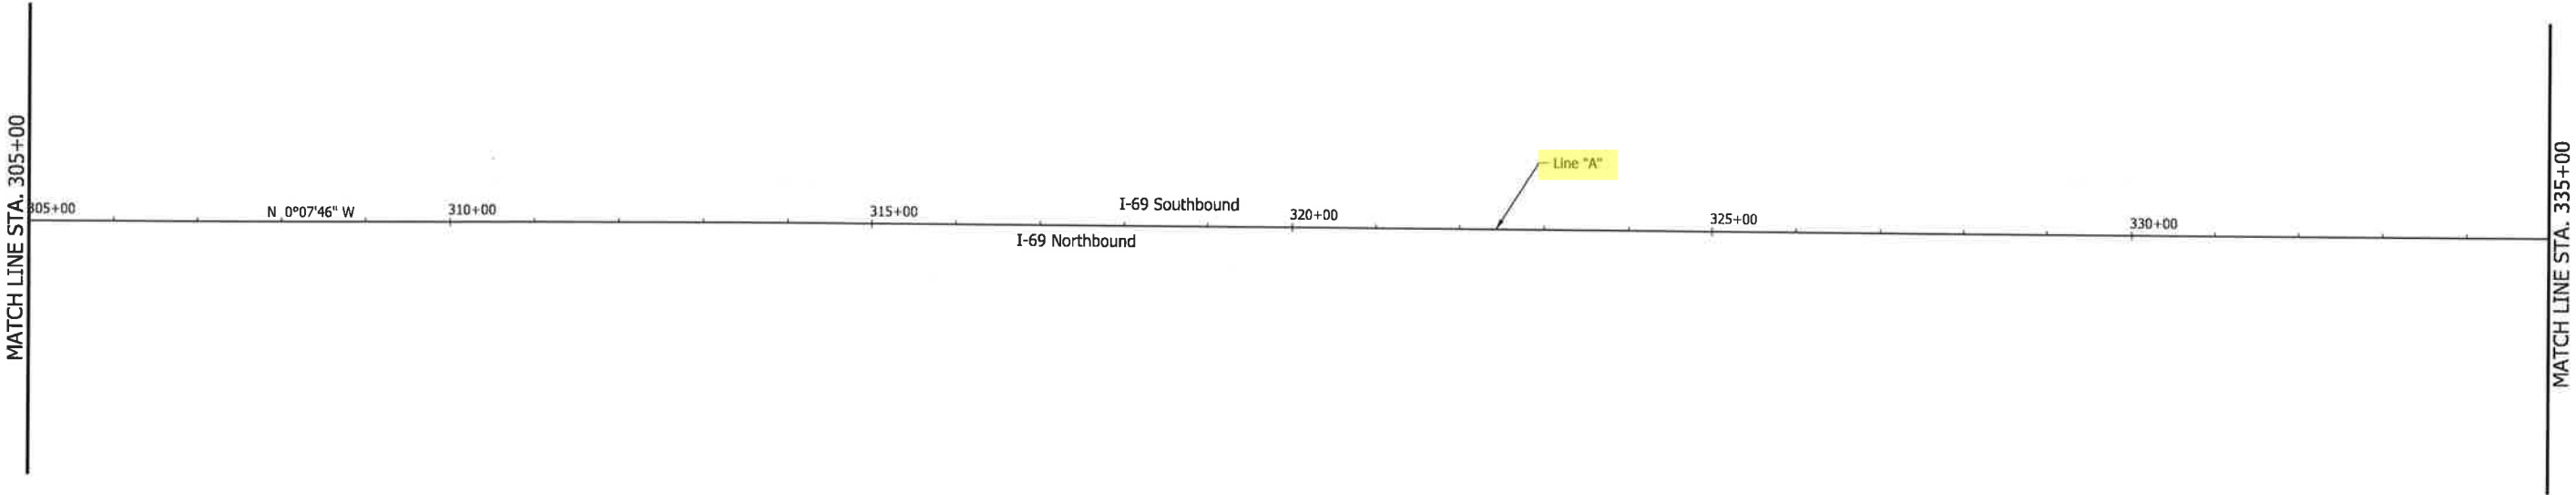 MATCH LINE STA. 305+00
305+00
N 0°07'46" W
310+00
315+00
I-69 Southbound
I-69 Northbound
320+00
Line "A"
325+00
330+00
MATCH LINE STA. 335+00